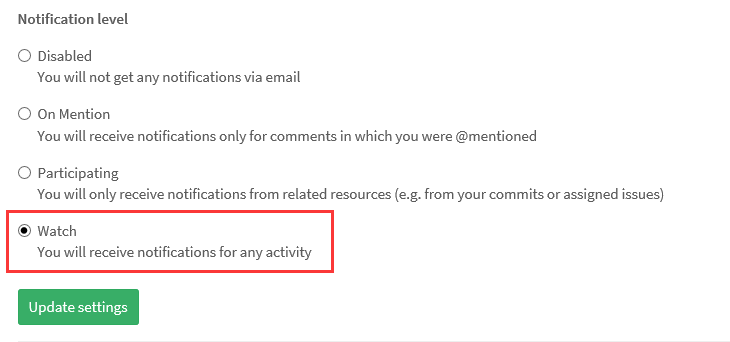 Notification level
Disabled
You will not get any notifications via email
On Mention
You will receive notifications only for comments in which you were @mentioned
Participating
You will only receive notifications from related resources (e.g. from your commits or assigned issues)
Watch
You will receive notifications for any activity
Update settings